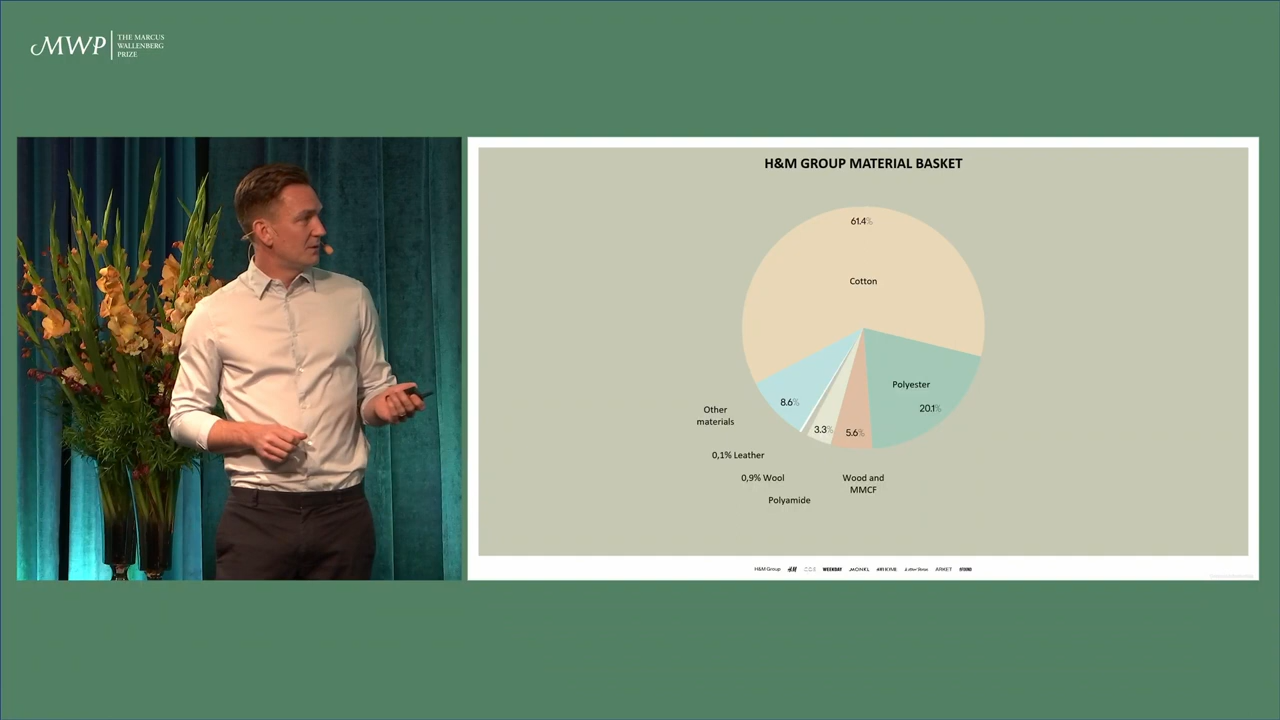 MWP
THE MARCUS
WALLENBERG
PRIZE
H&M GROUP MATERIAL BASKET
61.4%
Cotton
Polyester
20.1%
8.6%
3.3%
5.6%
Other
materials
0,1% Leather
0,9% Wool
Polyamide
Wood and
MMCF
H&M Group
H&M
COS
WEEKDAY
MONKI
ARKET